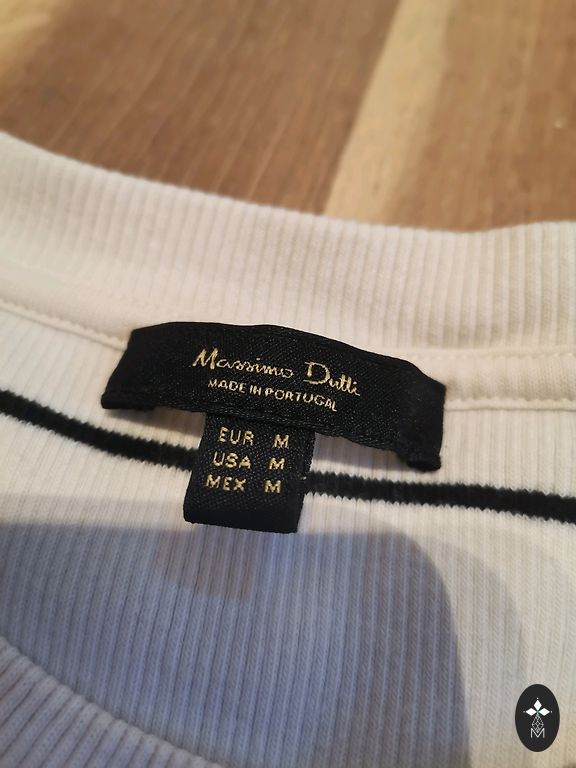 Massimo Dutti
MADE IN PORTUGAL
EUR M
USA M
MEX M
M